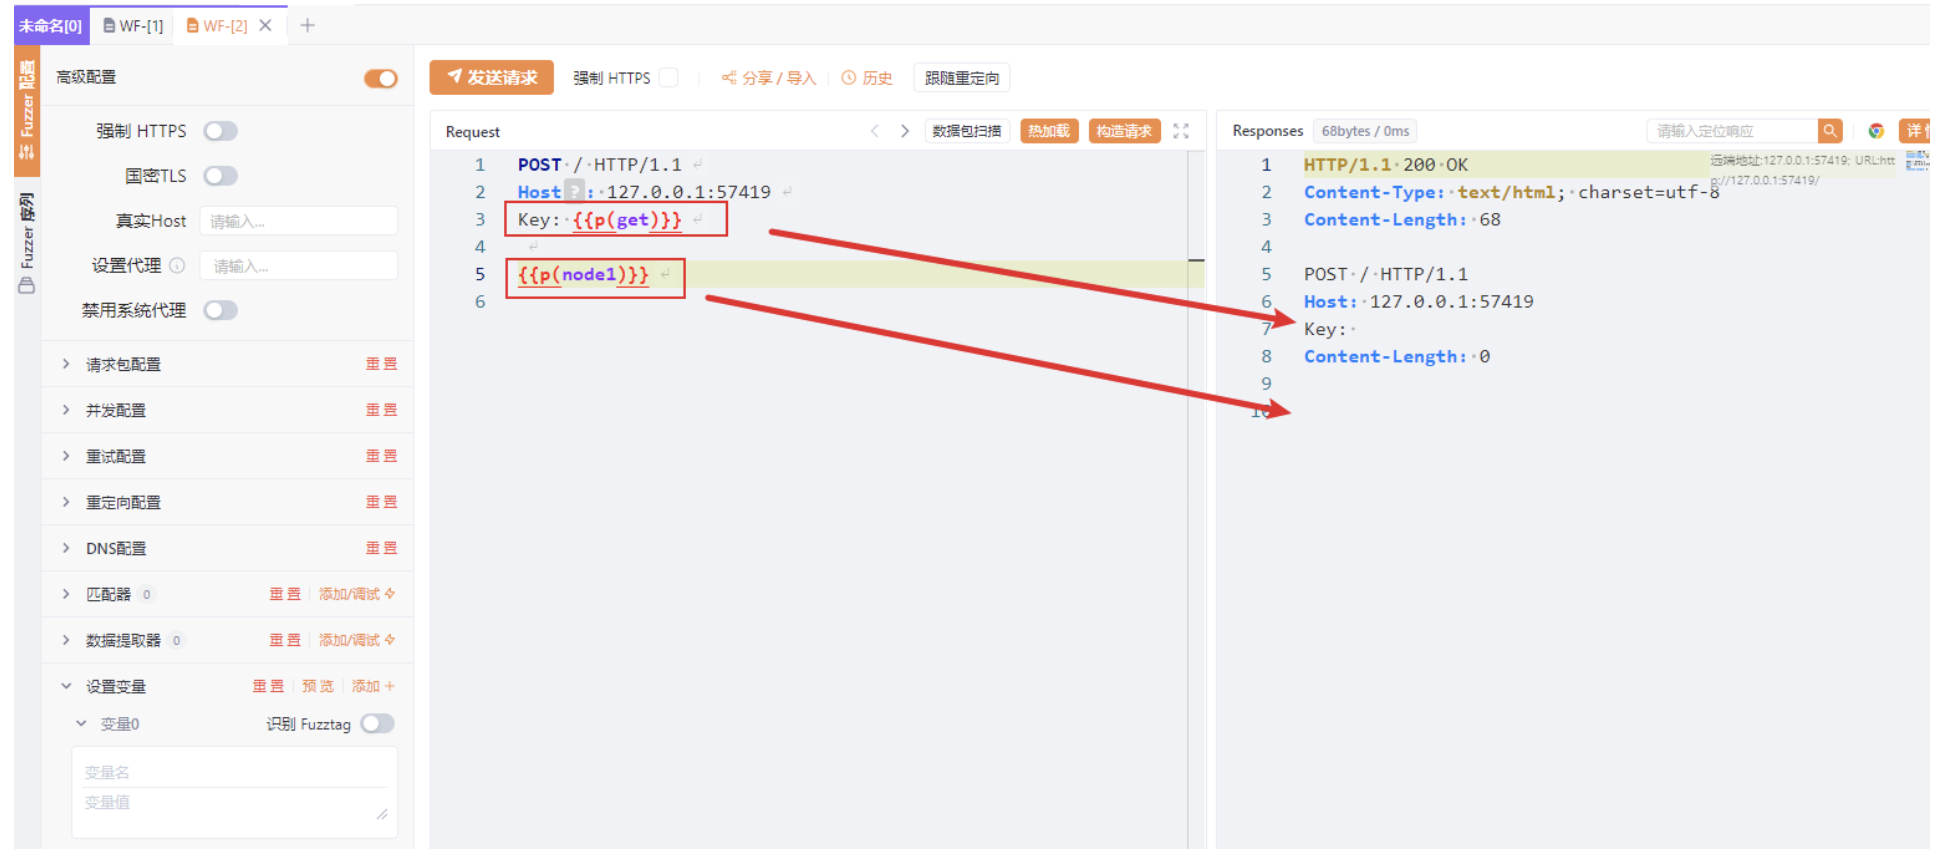 未命名[0]
WF-[1]
WF-[2]
Fuzzer 配置
Fuzzer 序列
高级配置
强制 HTTPS
国密TLS
真实Host 请输入...
设置代理 请输入...
禁用系统代理
请求包配置 重置
并发配置 重置
重试配置 重置
重定向配置 重置
DNS配置 重置
匹配器 0 重置 添加/调试
数据提取器 0 重置 添加/调试
设置变量 重置 预览 添加 +
变量0 识别 Fuzztag
变量名
变量值
发送请求 强制 HTTPS 分享 / 导入 历史 跟随重定向
Request 数据包扫描 热加载 构造请求
1 POST / HTTP/1.1
2 Host ? : 127.0.0.1:57419
3 Key: {{p(get)}}
4
5 {{p(node1)}}
6
Responses 68bytes / 0ms 请输入定位响应
远端地址:127.0.0.1:57419; URL:htt
p://127.0.0.1:57419/
1 HTTP/1.1 200 OK
2 Content-Type: text/html; charset=utf-8
3 Content-Length: 68
4
5 POST / HTTP/1.1
6 Host: 127.0.0.1:57419
7 Key:
8 Content-Length: 0
9
10